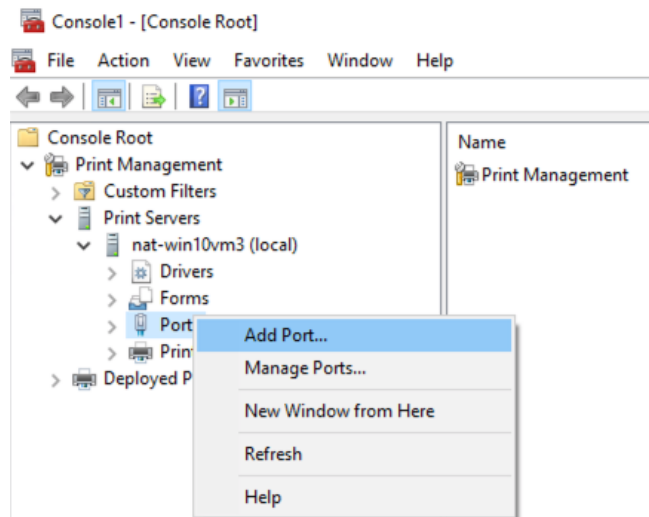 Console1 - [Console Root]
File Action View Favorites Window Help
Console Root
Name
Print Management
Print Management
Custom Filters
Print Servers
nat-win10vm3 (local)
Drivers
Forms
Port
Add Port...
Prin
Manage Ports...
Deployed P
New Window from Here
Refresh
Help